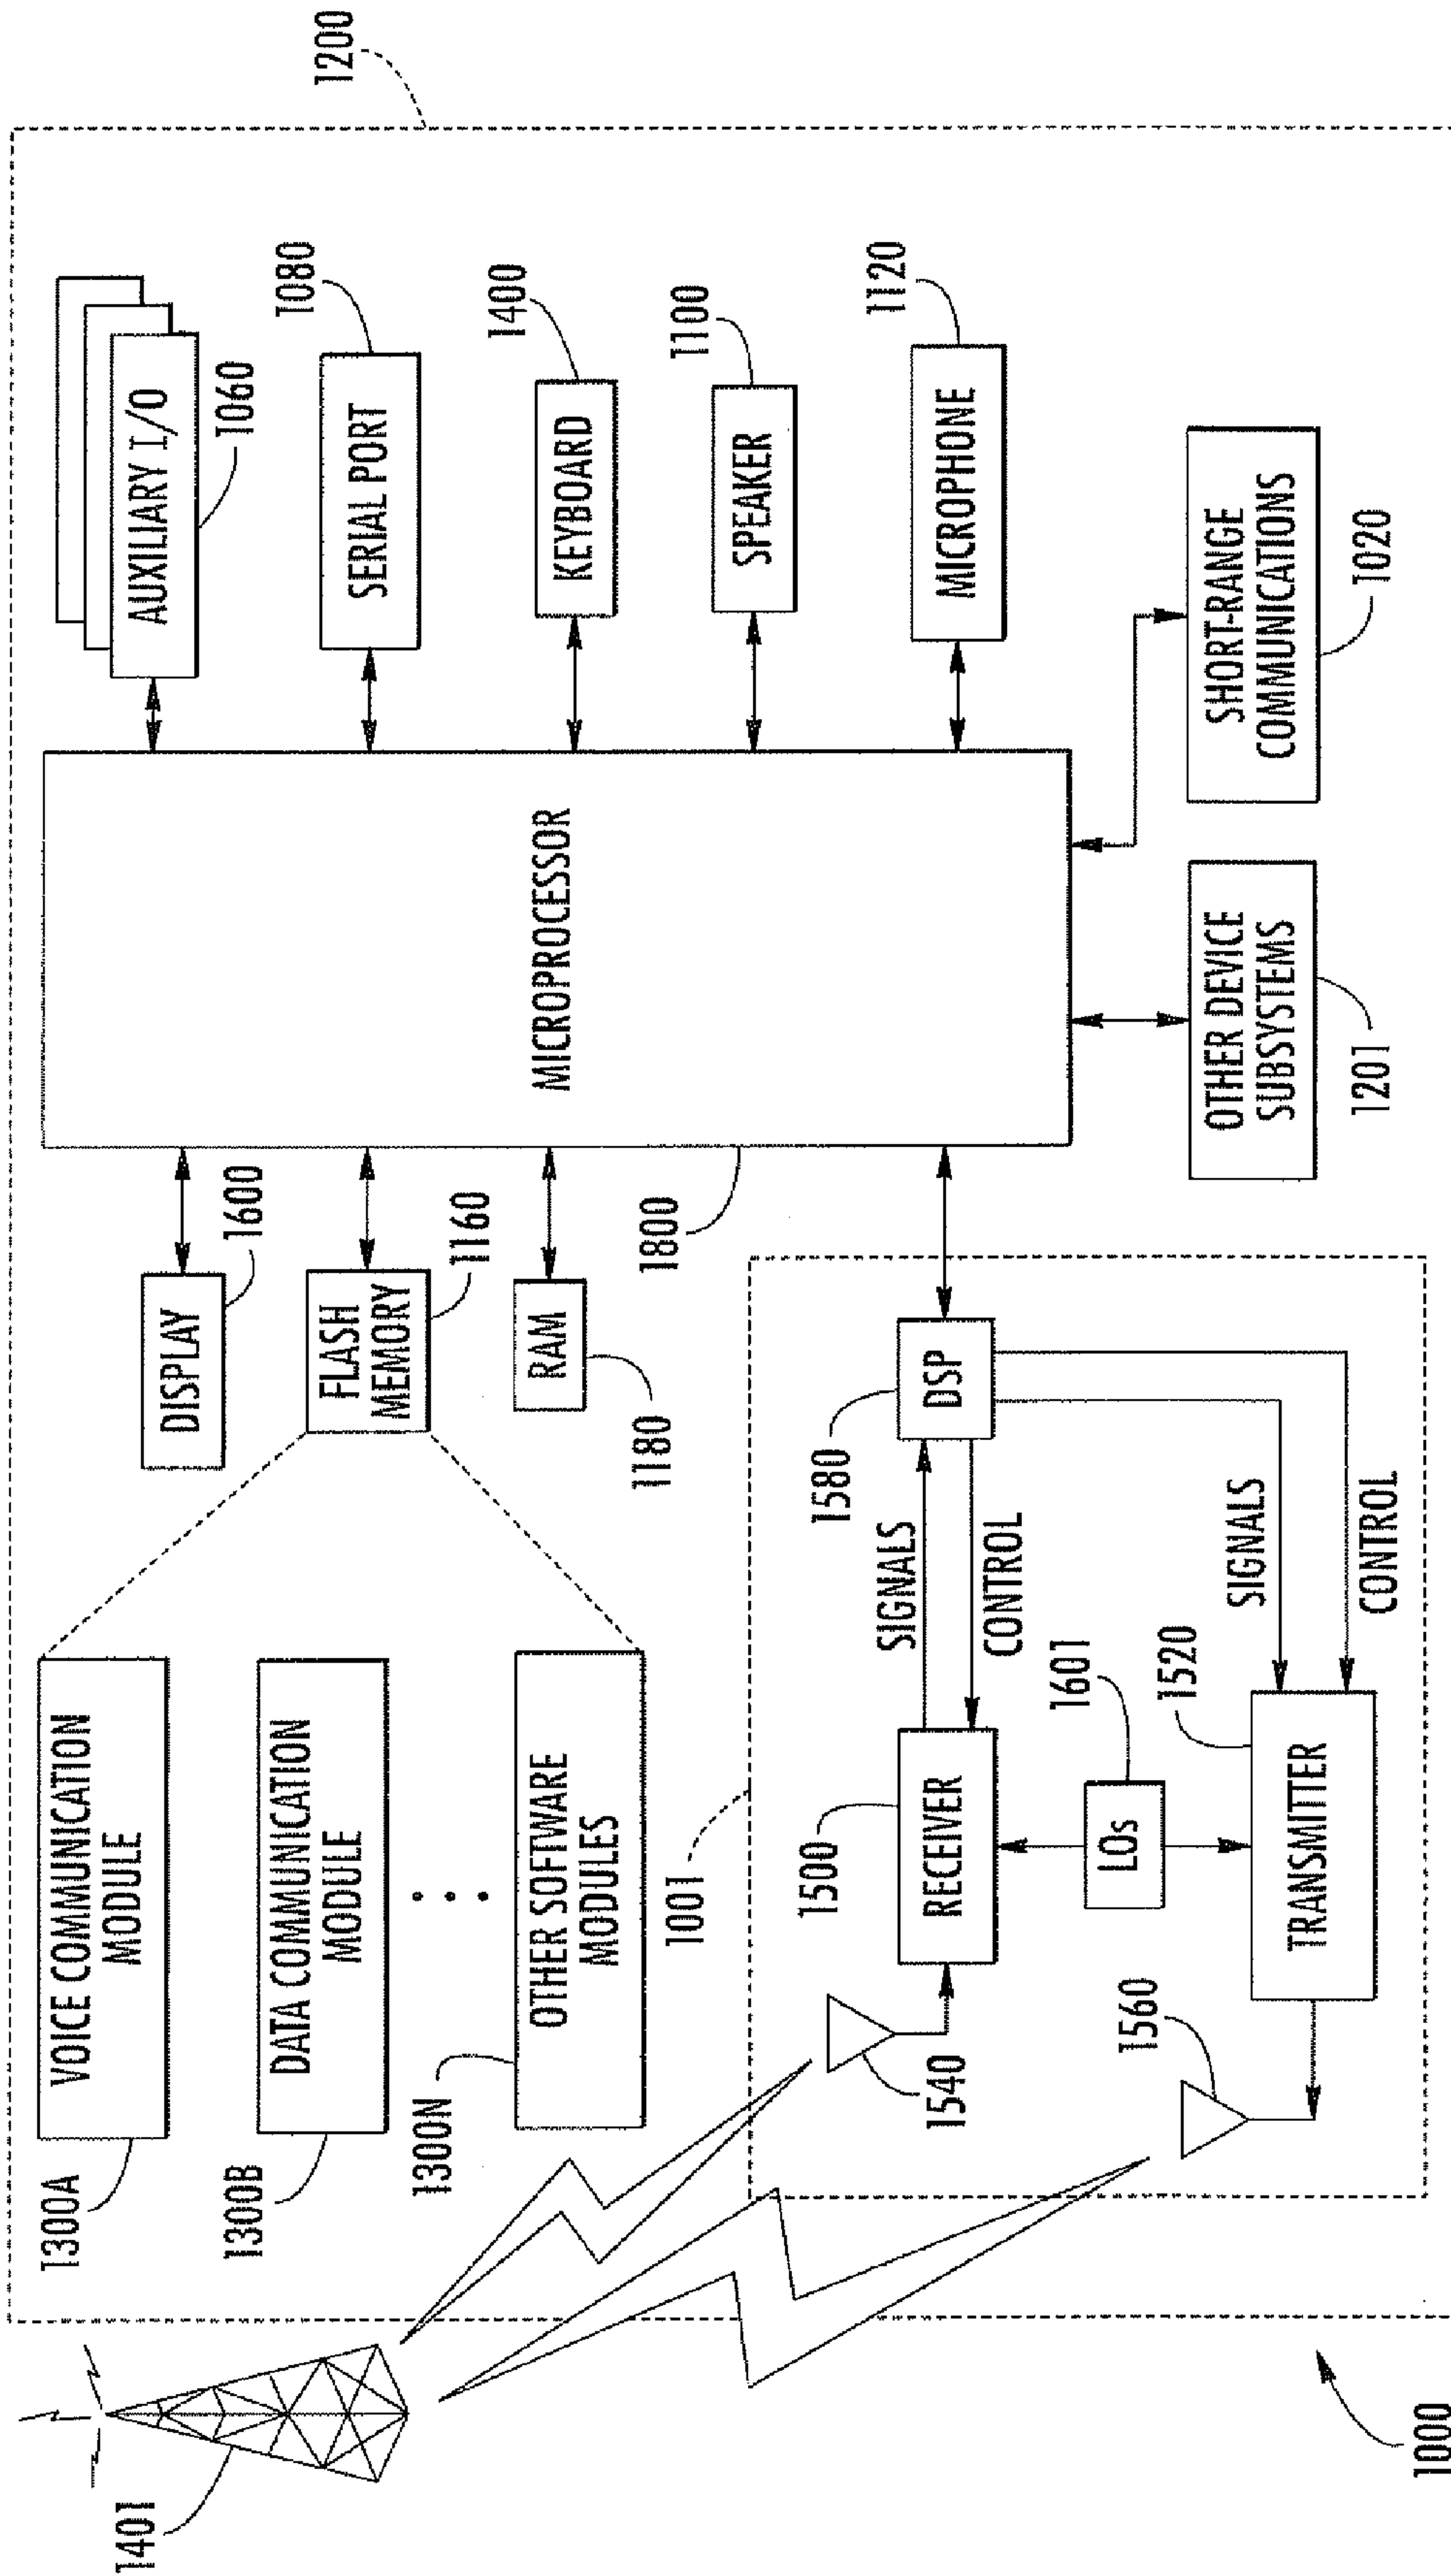 1200
1401
1300A
VOICE COMMUNICATION
MODULE
1300B
DATA COMMUNICATION
MODULE
1300N
OTHER SOFTWARE
MODULES
DISPLAY
1600
FLASH
MEMORY
1160
RAM
1180
1800
MICROPROCESSOR
AUXILIARY I/O
1060
SERIAL PORT
1080
KEYBOARD
1400
SPEAKER
1100
MICROPHONE
1120
1001
1540
1500
RECEIVER
SIGNALS
CONTROL
1580
DSP
1601
LOs
1560
1520
TRANSMITTER
SIGNALS
CONTROL
OTHER DEVICE
SUBSYSTEMS
1201
SHORT-RANGE
COMMUNICATIONS
1020
1000